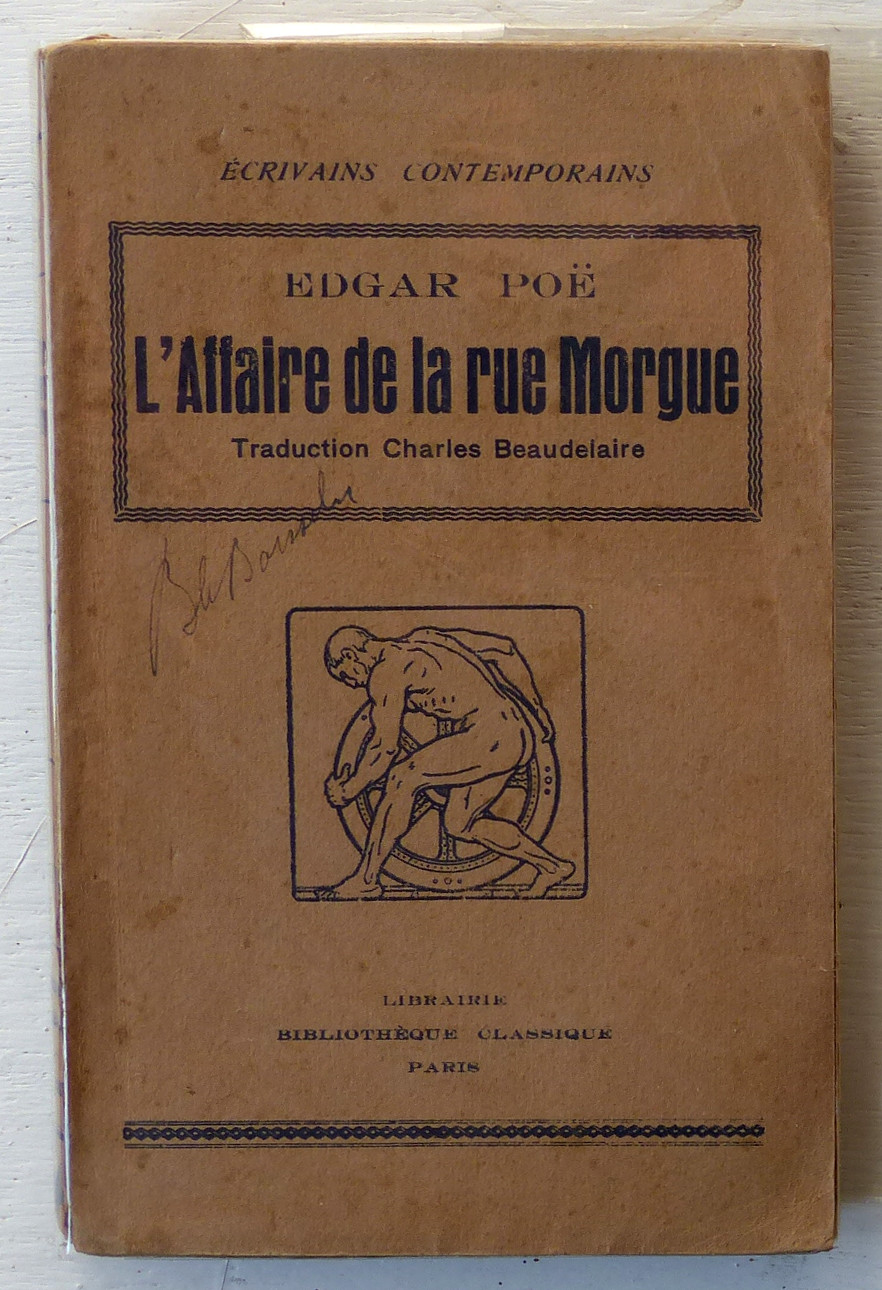 ÉCRIVAINS CONTEMPORAINS
EDGAR POË
L'Affaire de la rue Morgue
Traduction Charles Beaudelaire
LIBRAIRIE
BIBLIOTHÈQUE CLASSIQUE
PARIS